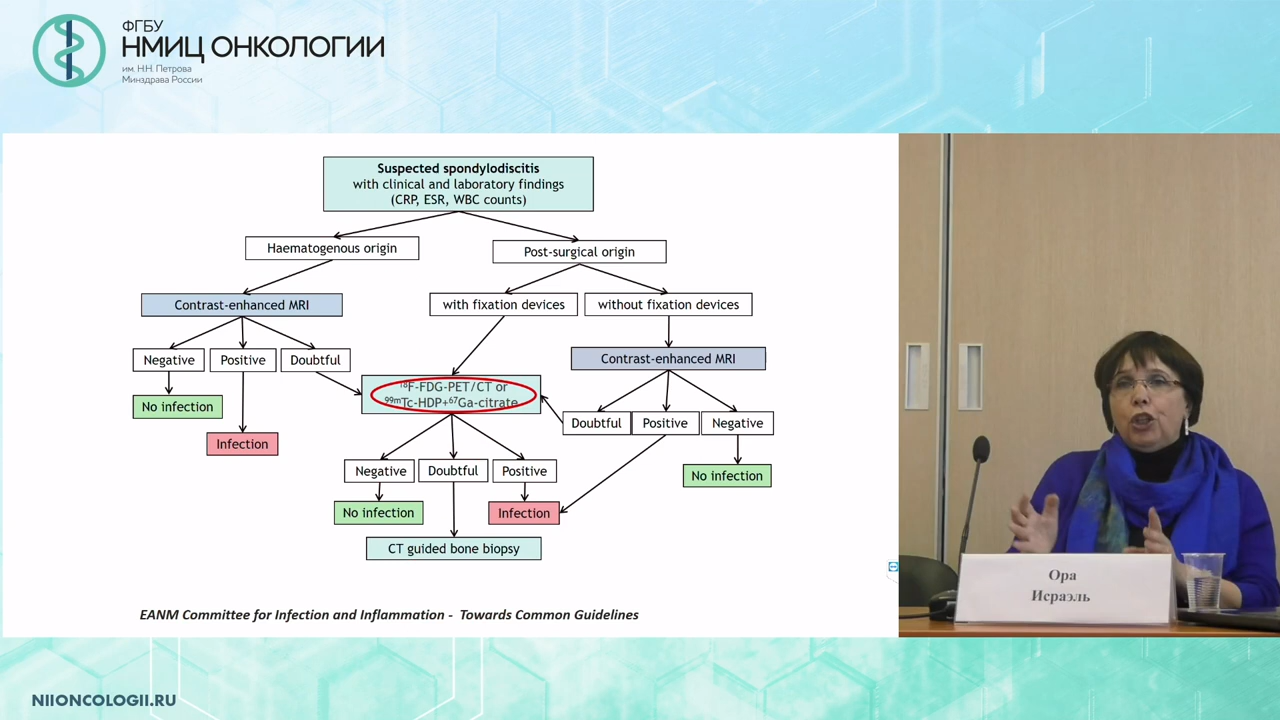 ФГБУ
НМИЦ ОНКОЛОГИИ
им. Н.Н. Петрова
Минздрава России
Suspected spondylodiscitis
with clinical and laboratory findings
(CRP, ESR, WBC counts)
Haematogenous origin
Post-surgical origin
Contrast-enhanced MRI
with fixation devices
without fixation devices
Negative
Positive
Doubtful
Contrast-enhanced MRI
No infection
¹⁸F-FDG-PET/CT or
⁹⁹ᵐTc-HDP+⁶⁷Ga-citrate
Doubtful
Positive
Negative
Infection
Negative
Doubtful
Positive
No infection
No infection
Infection
CT guided bone biopsy
EANM Committee for Infection and Inflammation - Towards Common Guidelines
Ора
Исраэль
NIIONCOLOGII.RU